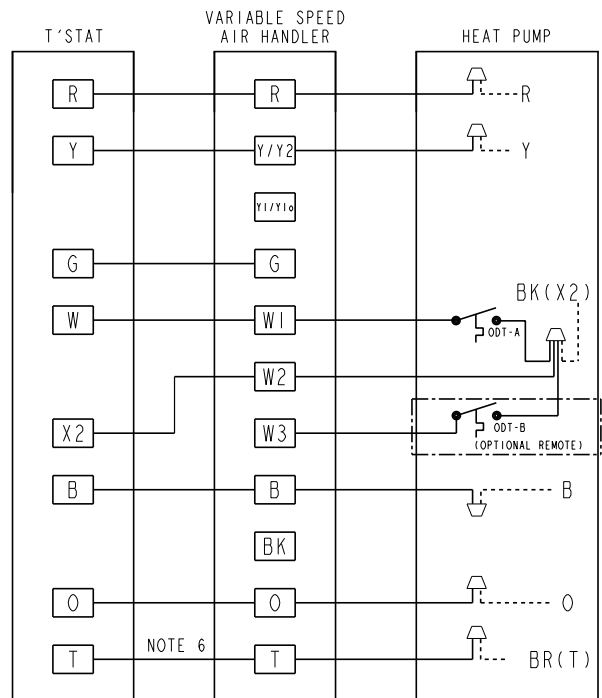 T'STAT
VARIABLE SPEED
AIR HANDLER
HEAT PUMP
R R R
Y Y/Y2 Y
Y1/Y1o
G G
BK(X2)
W W1
ODT-A
W2
X2 W3
ODT-B
(OPTIONAL REMOTE)
B B B
BK
O O O
NOTE 6
T T BR(T)